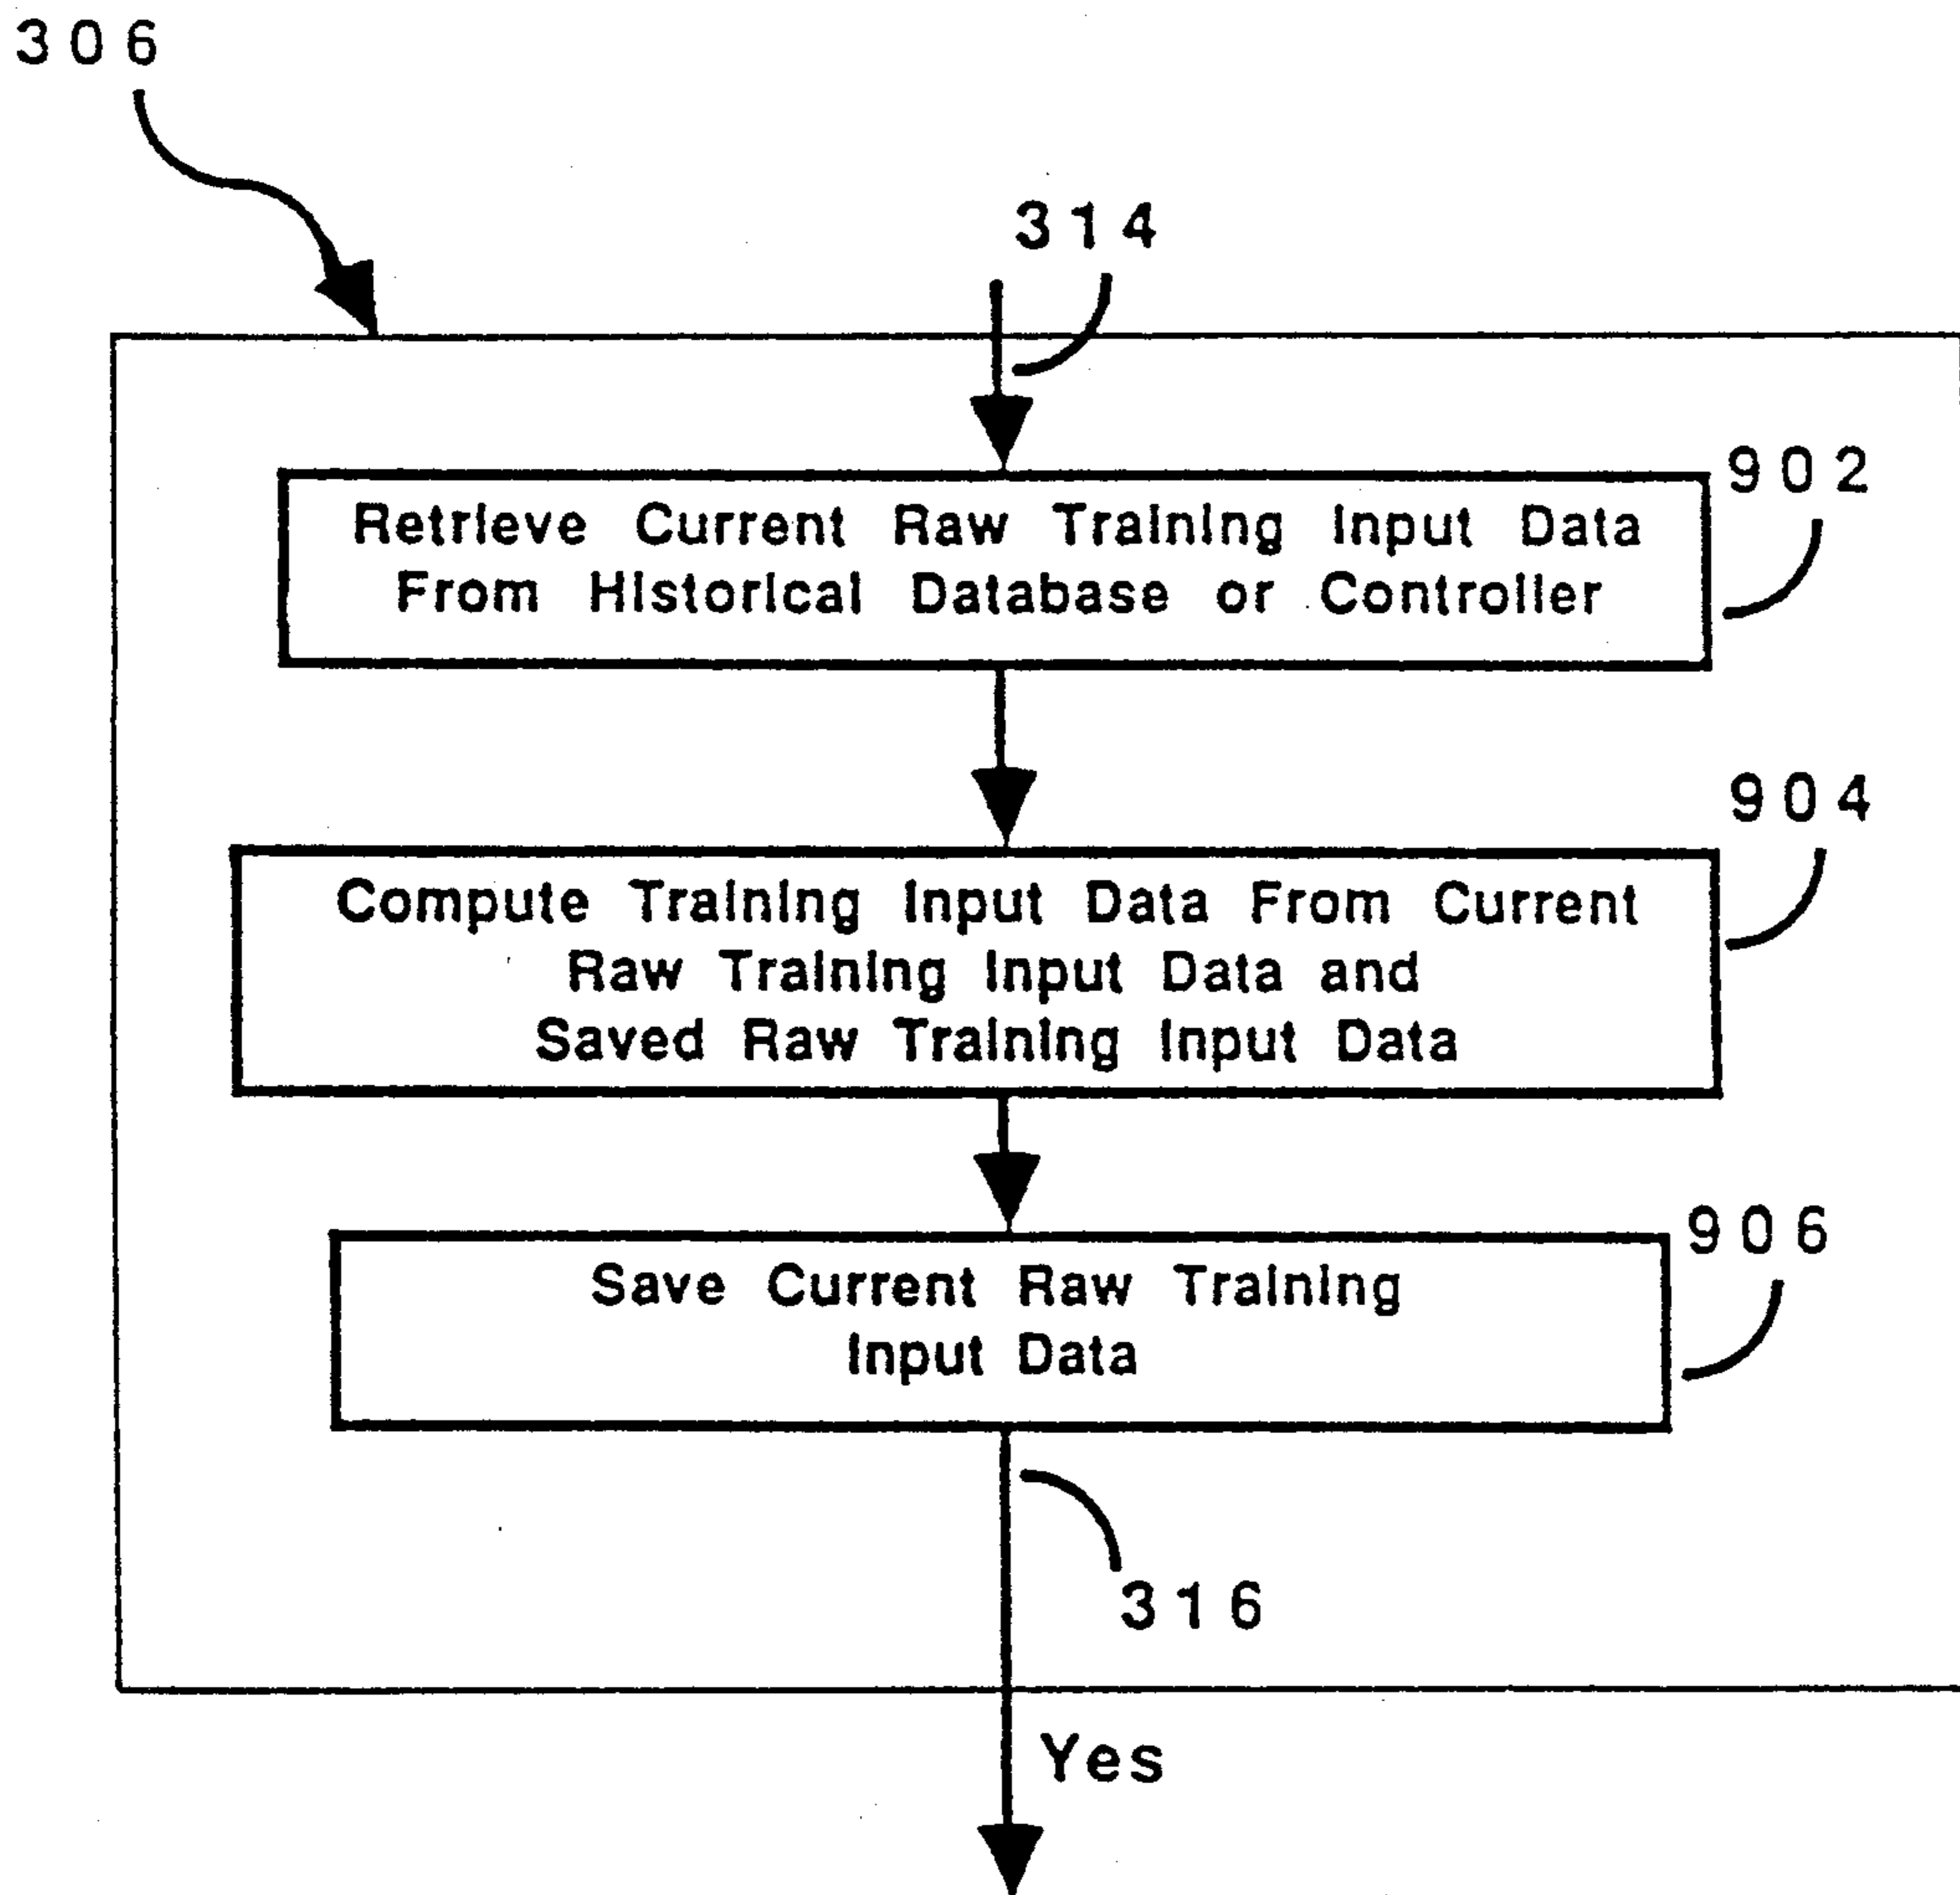 306
314
902
Retrieve Current Raw Training Input Data
From Historical Database or Controller
904
Compute Training Input Data From Current
Raw Training Input Data and
Saved Raw Training Input Data
906
Save Current Raw Training
Input Data
316
Yes